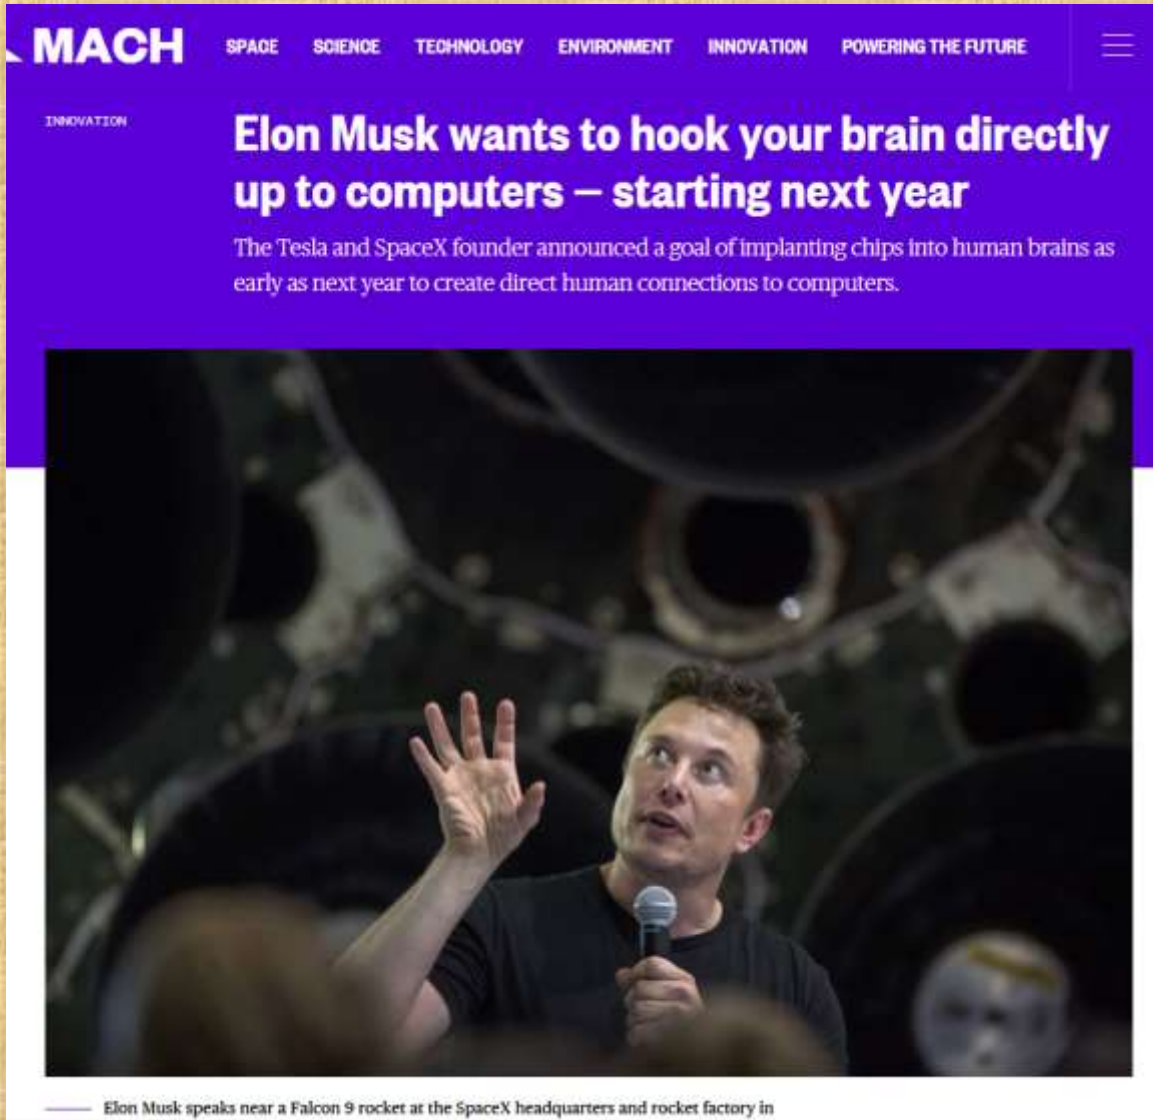 MACH
SPACE SCIENCE TECHNOLOGY ENVIRONMENT INNOVATION POWERING THE FUTURE
INNOVATION
Elon Musk wants to hook your brain directly
up to computers — starting next year
The Tesla and SpaceX founder announced a goal of implanting chips into human brains as
early as next year to create direct human connections to computers.
Elon Musk speaks near a Falcon 9 rocket at the SpaceX headquarters and rocket factory in